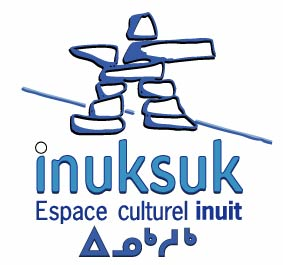 inuksuk
Espace culturel inuit
ᐃᓄᒃᓱᒃ